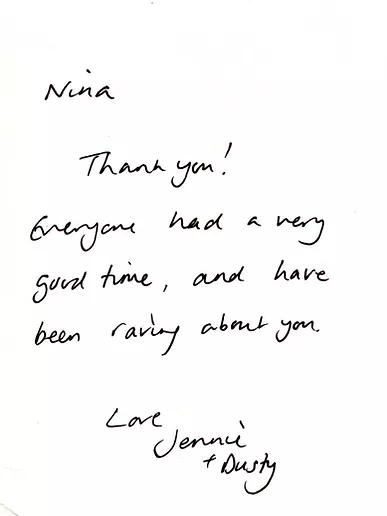 Nina
Thank you!
Everyone had a very
good time, and have
been raving about you.
Love
Jennie
+ Dusty